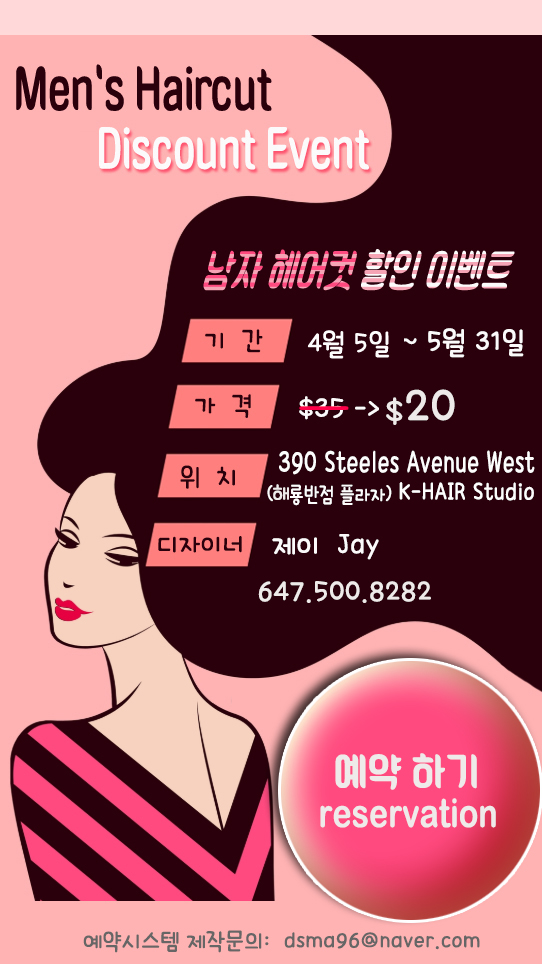 Men's Haircut
Discount Event
남자 헤어컷 할인 이벤트
기 간 4월 5일 ~ 5월 31일
가 격 $35 -> $20
위 치 390 Steeles Avenue West
(해룡반점 플라자) K-HAIR Studio
디자이너 제이 Jay
647.500.8282
예약 하기
reservation
예약시스템 제작문의: dsma96@naver.com